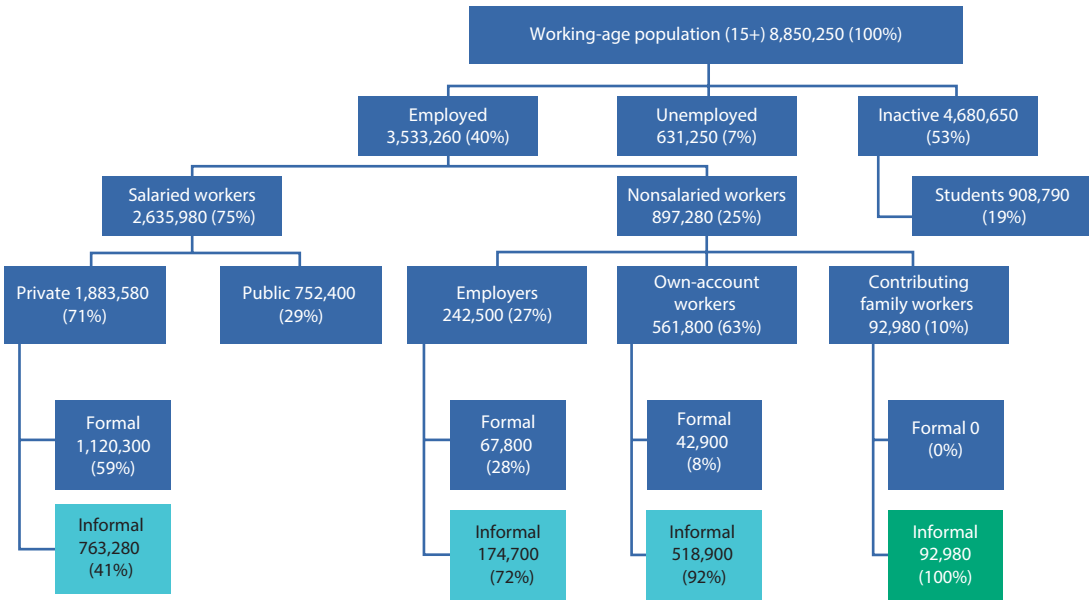 Working-age population (15+) 8,850,250 (100%)
Employed
3,533,260 (40%)
Unemployed
631,250 (7%)
Inactive 4,680,650
(53%)
Salaried workers
2,635,980 (75%)
Nonsalaried workers
897,280 (25%)
Students 908,790
(19%)
Private 1,883,580
(71%)
Public 752,400
(29%)
Employers
242,500 (27%)
Own-account
workers
561,800 (63%)
Contributing
family workers
92,980 (10%)
Formal
1,120,300
(59%)
Formal
67,800
(28%)
Formal
42,900
(8%)
Formal 0
(0%)
Informal
763,280
(41%)
Informal
174,700
(72%)
Informal
518,900
(92%)
Informal
92,980
(100%)